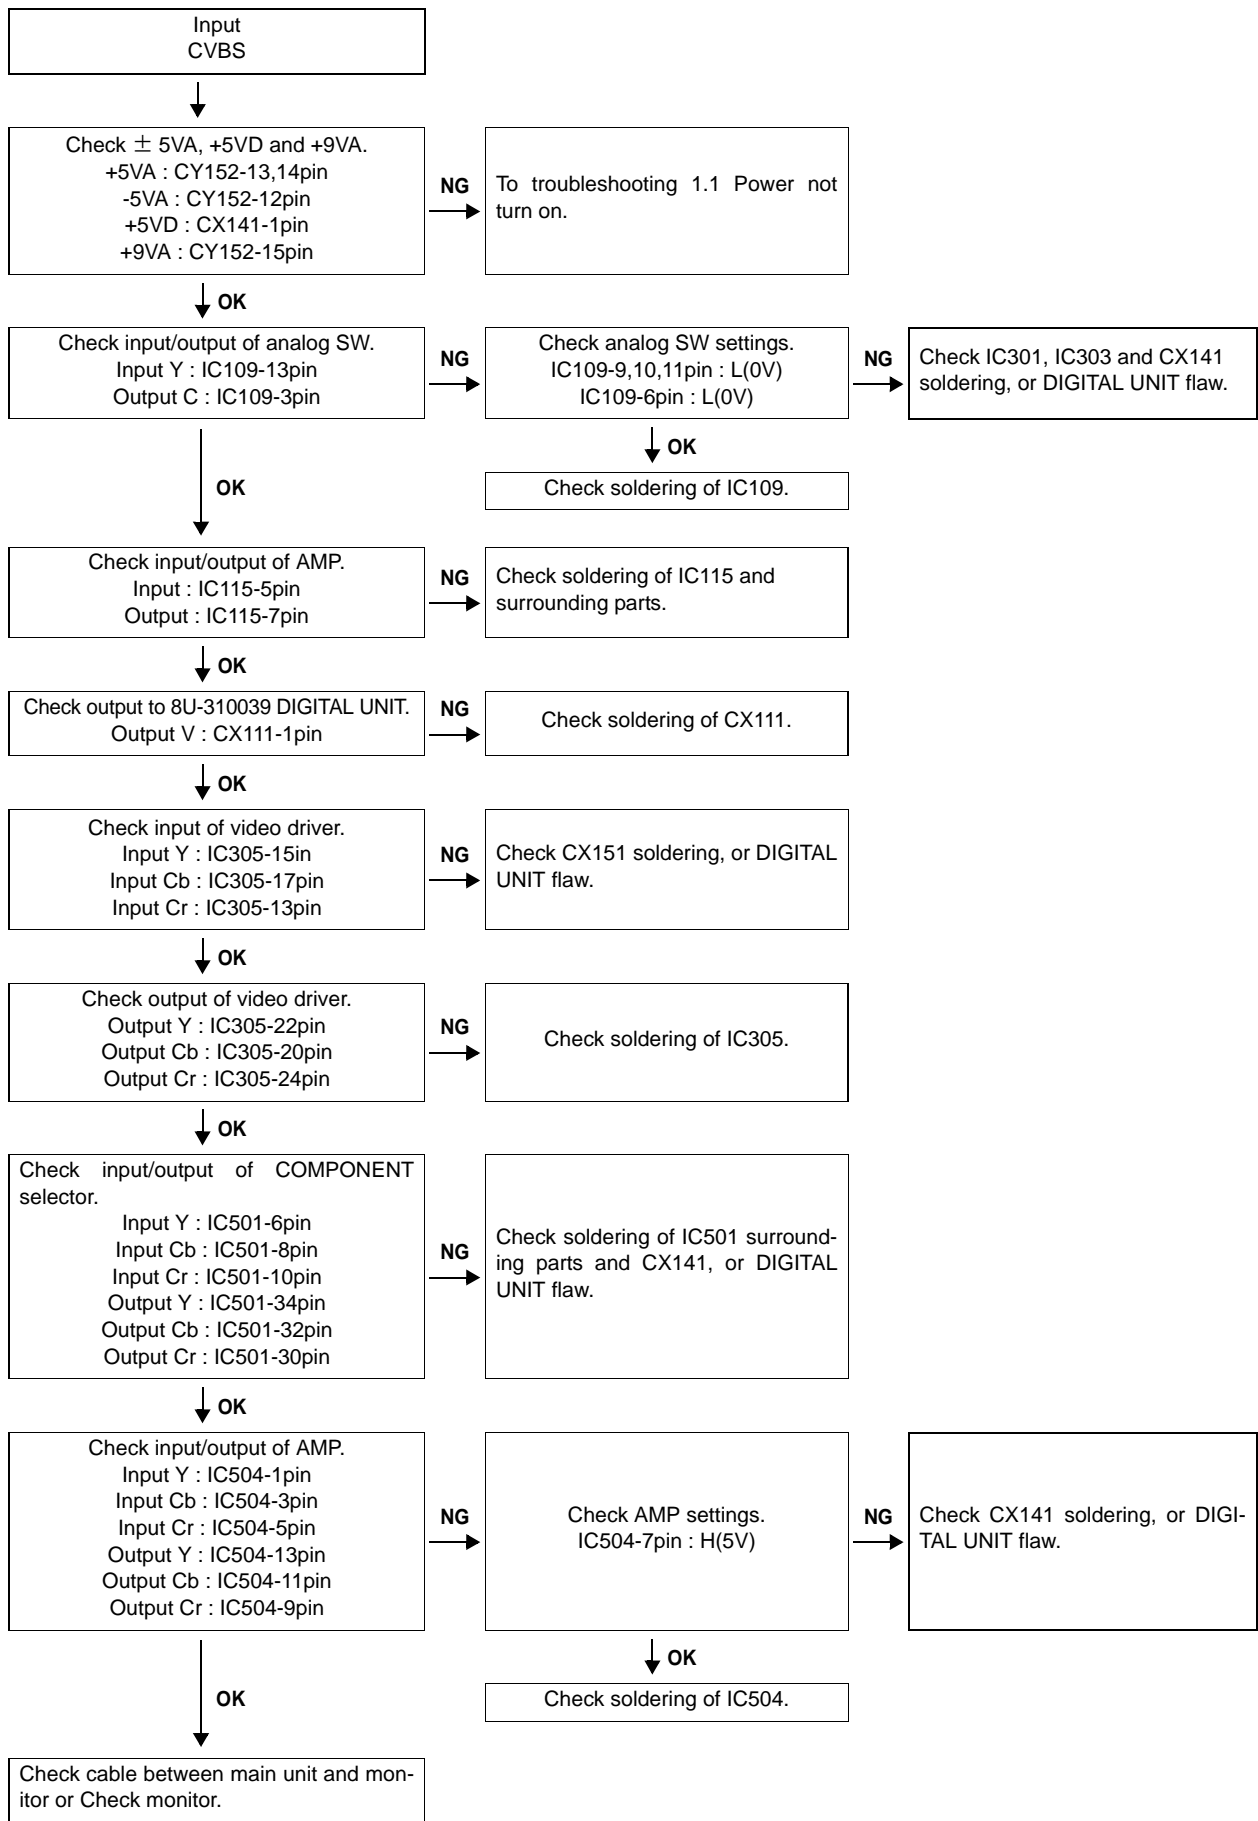 Input
CVBS
Check ± 5VA, +5VD and +9VA.
+5VA : CY152-13,14pin
-5VA : CY152-12pin
+5VD : CX141-1pin
+9VA : CY152-15pin
NG
To troubleshooting 1.1 Power not
turn on.
OK
Check input/output of analog SW.
Input Y : IC109-13pin
Output C : IC109-3pin
NG
Check analog SW settings.
IC109-9,10,11pin : L(0V)
IC109-6pin : L(0V)
NG
Check IC301, IC303 and CX141
soldering, or DIGITAL UNIT flaw.
OK
Check soldering of IC109.
OK
Check input/output of AMP.
Input : IC115-5pin
Output : IC115-7pin
NG
Check soldering of IC115 and
surrounding parts.
OK
Check output to 8U-310039 DIGITAL UNIT.
Output V : CX111-1pin
NG
Check soldering of CX111.
OK
Check input of video driver.
Input Y : IC305-15in
Input Cb : IC305-17pin
Input Cr : IC305-13pin
NG
Check CX151 soldering, or DIGITAL
UNIT flaw.
OK
Check output of video driver.
Output Y : IC305-22pin
Output Cb : IC305-20pin
Output Cr : IC305-24pin
NG
Check soldering of IC305.
OK
Check input/output of COMPONENT
selector.
Input Y : IC501-6pin
Input Cb : IC501-8pin
Input Cr : IC501-10pin
Output Y : IC501-34pin
Output Cb : IC501-32pin
Output Cr : IC501-30pin
NG
Check soldering of IC501 surround-
ing parts and CX141, or DIGITAL
UNIT flaw.
OK
Check input/output of AMP.
Input Y : IC504-1pin
Input Cb : IC504-3pin
Input Cr : IC504-5pin
Output Y : IC504-13pin
Output Cb : IC504-11pin
Output Cr : IC504-9pin
NG
Check AMP settings.
IC504-7pin : H(5V)
NG
Check CX141 soldering, or DIGI-
TAL UNIT flaw.
OK
Check soldering of IC504.
OK
Check cable between main unit and mon-
itor or Check monitor.